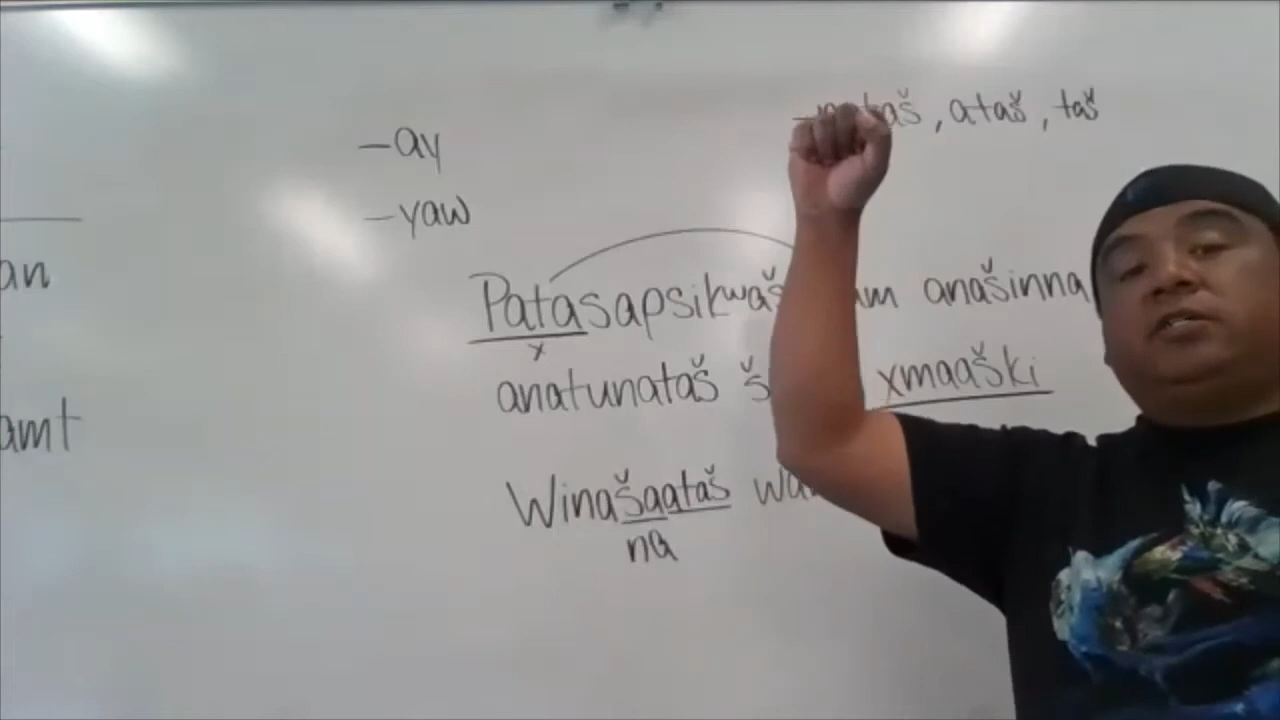 -ay
-yaw
, ataš, taš
an
amt
Patasapsikwaš anašinna
x
anatunataš xmaaški
Winašaataš
na